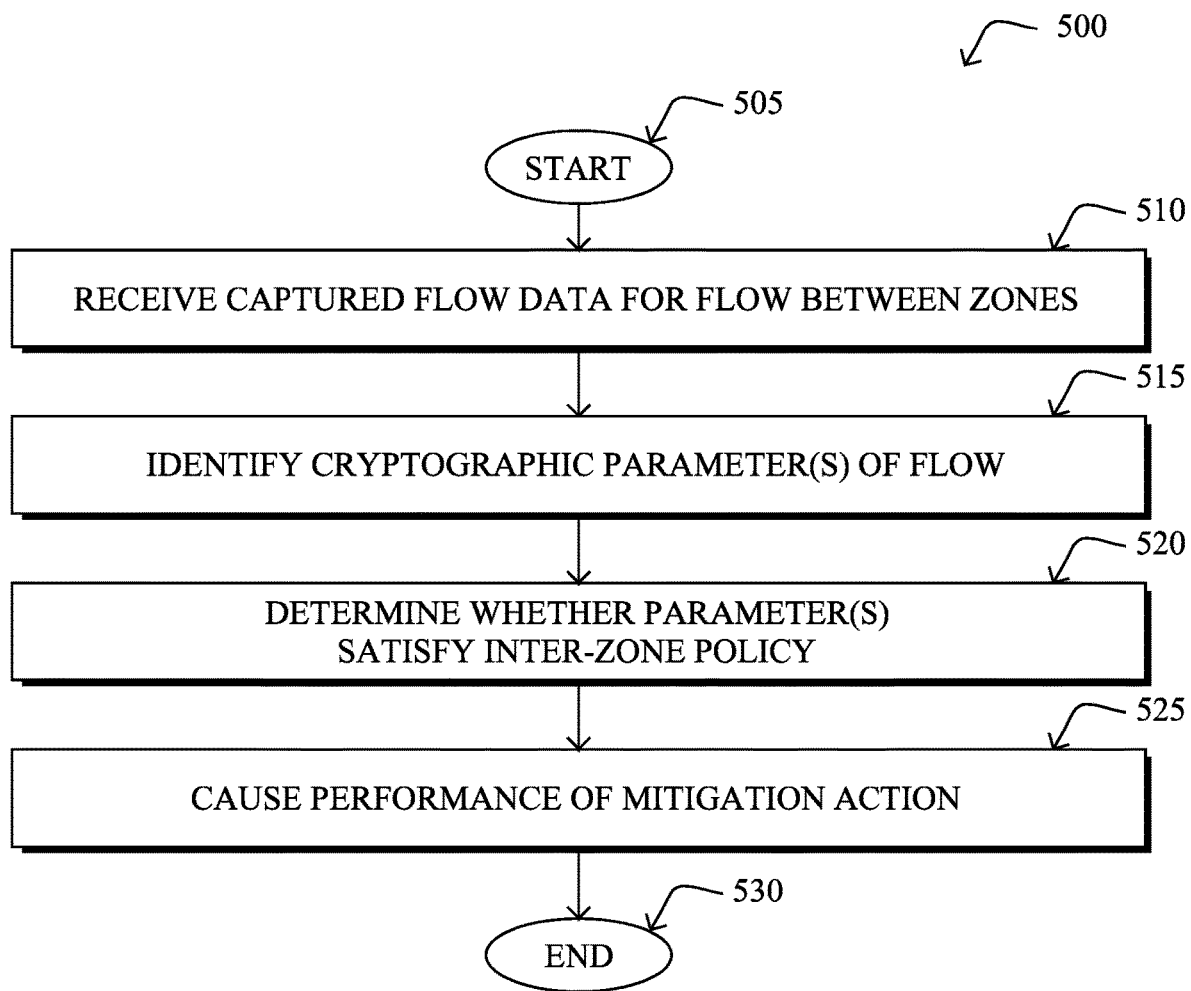 500
505
START
510
RECEIVE CAPTURED FLOW DATA FOR FLOW BETWEEN ZONES
515
IDENTIFY CRYPTOGRAPHIC PARAMETER(S) OF FLOW
520
DETERMINE WHETHER PARAMETER(S)
SATISFY INTER-ZONE POLICY
525
CAUSE PERFORMANCE OF MITIGATION ACTION
530
END